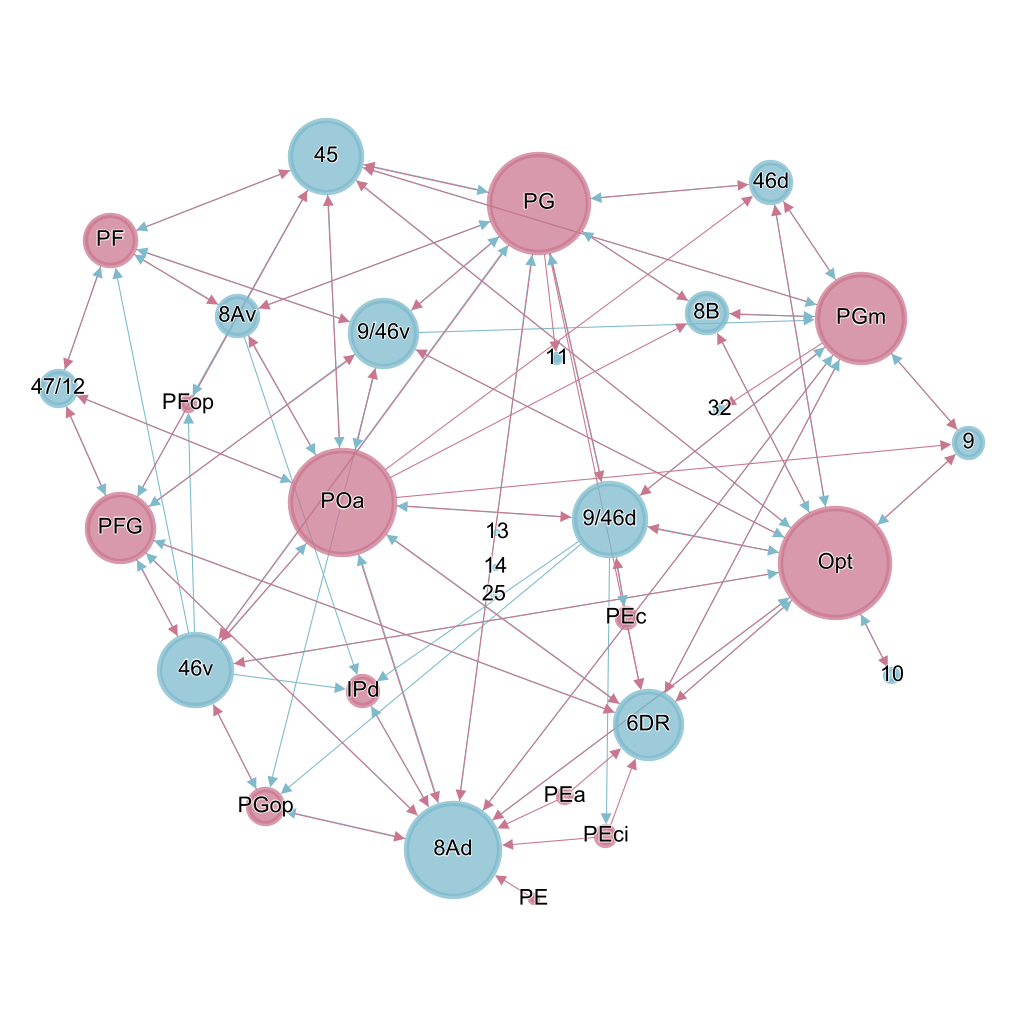 45
46d
PG
PF
8B
8Av
PGm
9/46v
11
47/12
PFop
32
9
POa
9/46d
PFG
13
Opt
14
25
PEc
46v
10
IPd
6DR
PEa
PGop
PEci
8Ad
PE